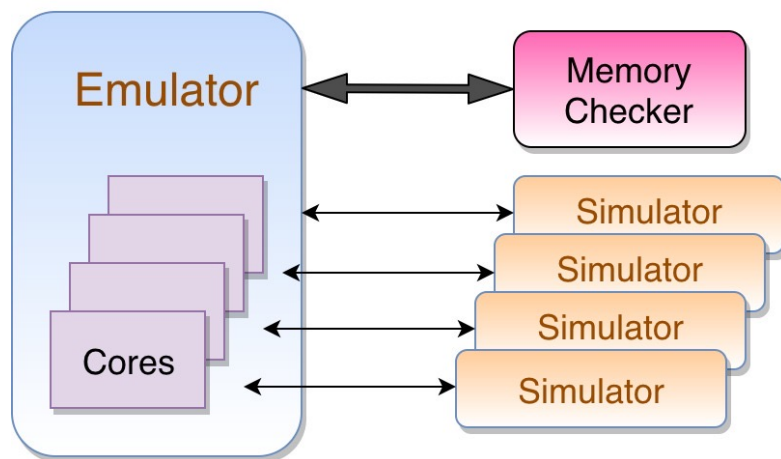 Emulator
Memory
Checker
Simulator
Simulator
Simulator
Cores
Simulator